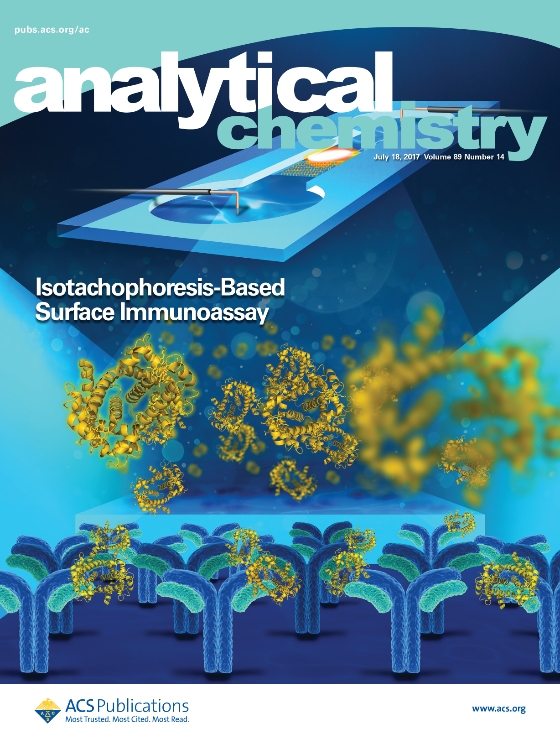 pubs.acs.org/ac
analytical
chemistry
July 18, 2017 Volume 89 Number 14
Isotachophoresis-Based
Surface Immunoassay
ACS Publications
Most Trusted. Most Cited. Most Read.
www.acs.org